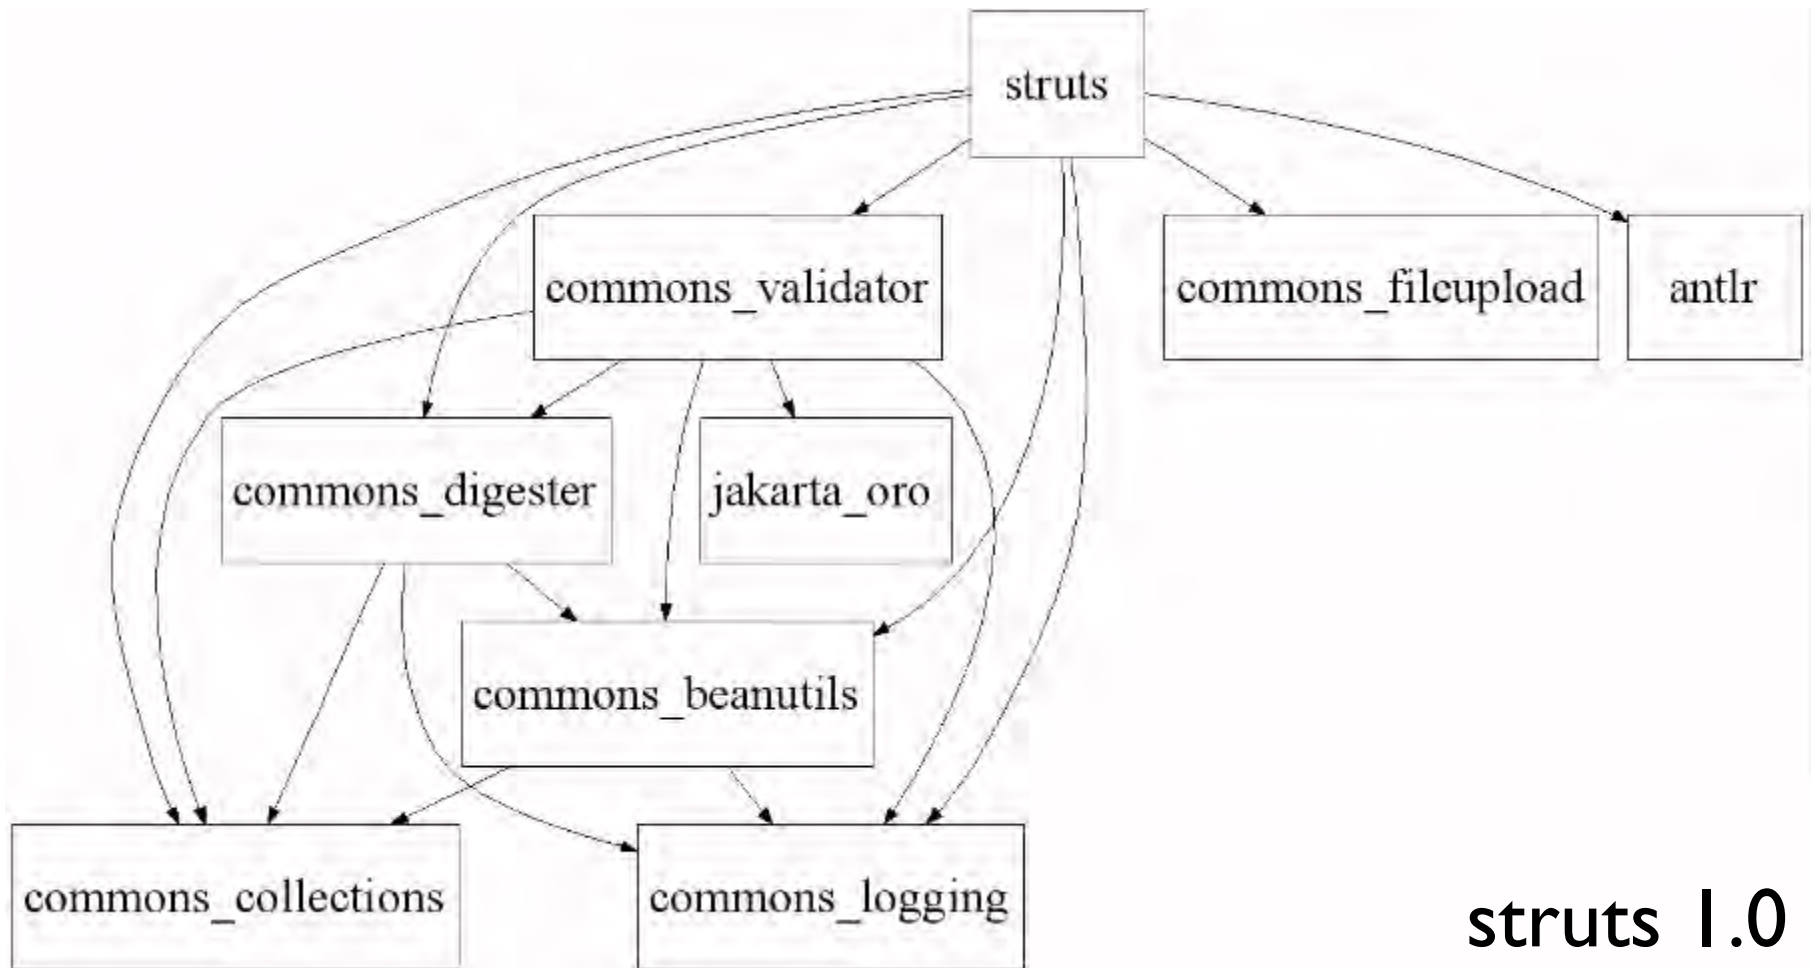 struts
commons_validator
commons_fileupload
antlr
commons_digester
jakarta_oro
commons_beanutils
commons_collections
commons_logging
struts 1.0